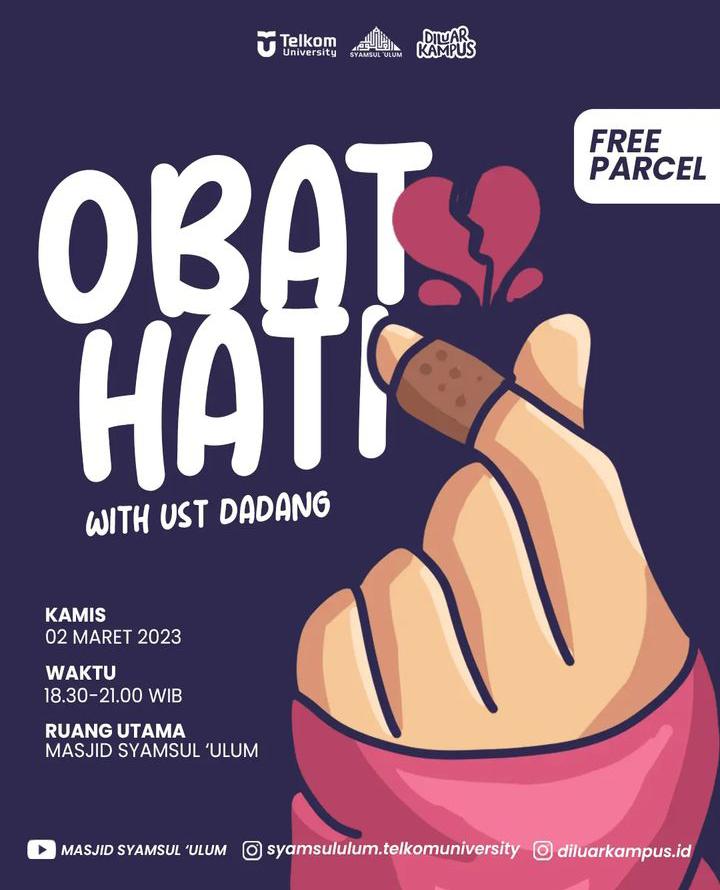 Telkom
University
SYAMSUL 'ULUM
DILUAR
KAMPUS
FREE
PARCEL
OBAT
HATI
WITH UST DADANG
KAMIS
02 MARET 2023
WAKTU
18.30-21.00 WIB
RUANG UTAMA
MASJID SYAMSUL ‘ULUM
MASJID SYAMSUL ‘ULUM
syamsululum.telkomuniversity
diluarkampus.id